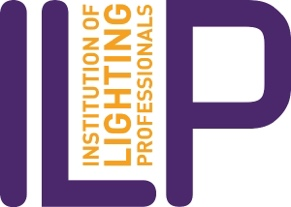 ILP
INSTITUTION OF
LIGHTING
PROFESSIONALS